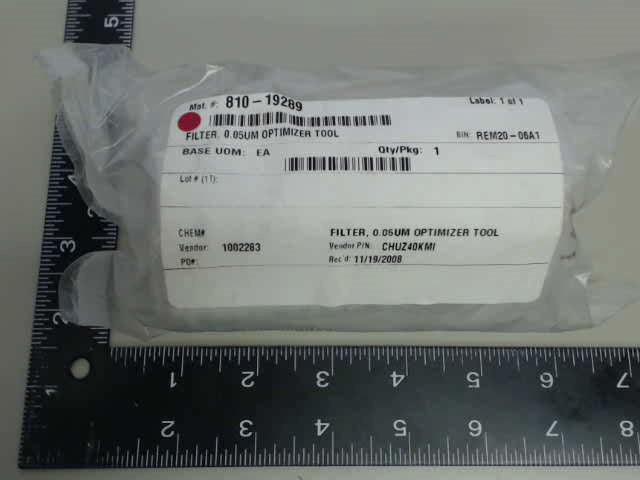 Mat. #: 810-19289
Label: 1 of 1
FILTER, 0.05UM OPTIMIZER TOOL
BIN: REM20-06A1
BASE UOM: EA
Qty/Pkg: 1
Lot # (1T):
CHEM#
FILTER, 0.05UM OPTIMIZER TOOL
Vendor: 1002263
Vendor P/N: CHUZ40KMI
PO#:
Rec'd: 11/19/2008
5
3
2
1
1 2 3 4 5 6 7
2 3 4 5 6 7 8